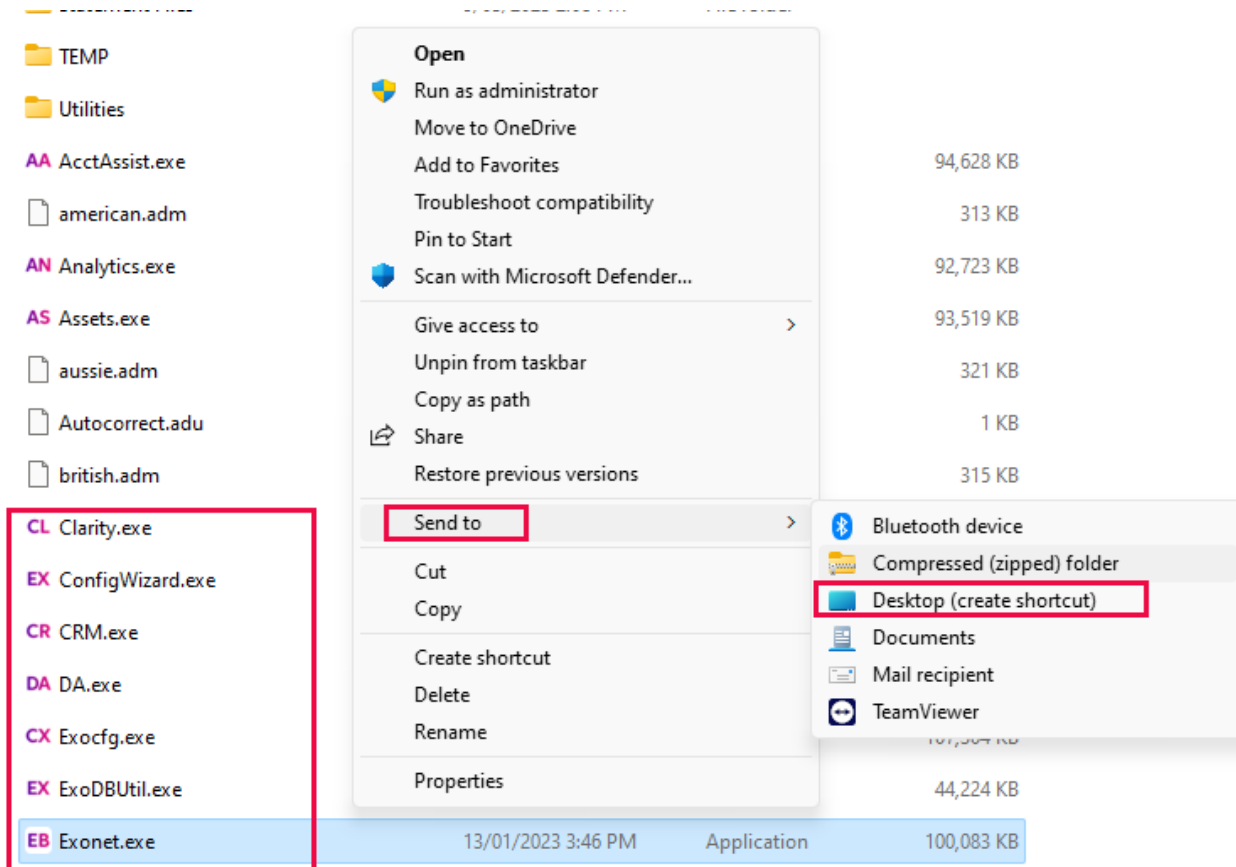 TEMP
Utilities
AA AcctAssist.exe 94,628 KB
american.adm 313 KB
AN Analytics.exe 92,723 KB
AS Assets.exe 93,519 KB
aussie.adm 321 KB
Autocorrect.adu 1 KB
british.adm 315 KB
CL Clarity.exe
EX ConfigWizard.exe
CR CRM.exe
DA DA.exe
CX Exocfg.exe
EX ExoDBUtil.exe 44,224 KB
EB Exonet.exe 13/01/2023 3:46 PM Application 100,083 KB
Open
Run as administrator
Move to OneDrive
Add to Favorites
Troubleshoot compatibility
Pin to Start
Scan with Microsoft Defender...
Give access to
Unpin from taskbar
Copy as path
Share
Restore previous versions
Send to
Cut
Copy
Create shortcut
Delete
Rename
Properties
Bluetooth device
Compressed (zipped) folder
Desktop (create shortcut)
Documents
Mail recipient
TeamViewer